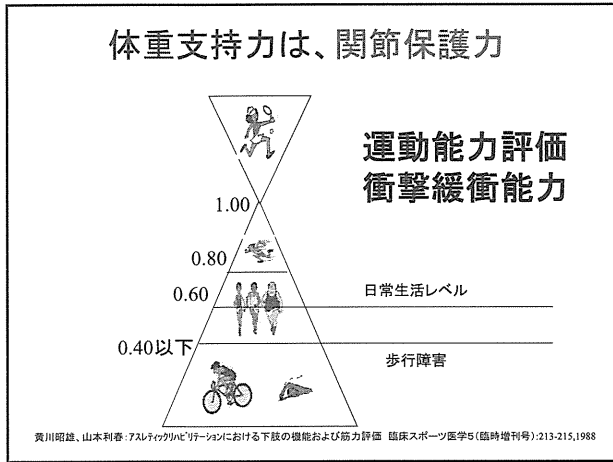 体重支持力は、関節保護力
運動能力評価
衝撃緩衝能力
1.00
0.80
0.60
日常生活レベル
0.40以下
歩行障害
黄川昭雄、山本利春:アスレティックリハビリテーションにおける下肢の機能および筋力評価 臨床スポーツ医学5(臨時増刊号):213-215,1988